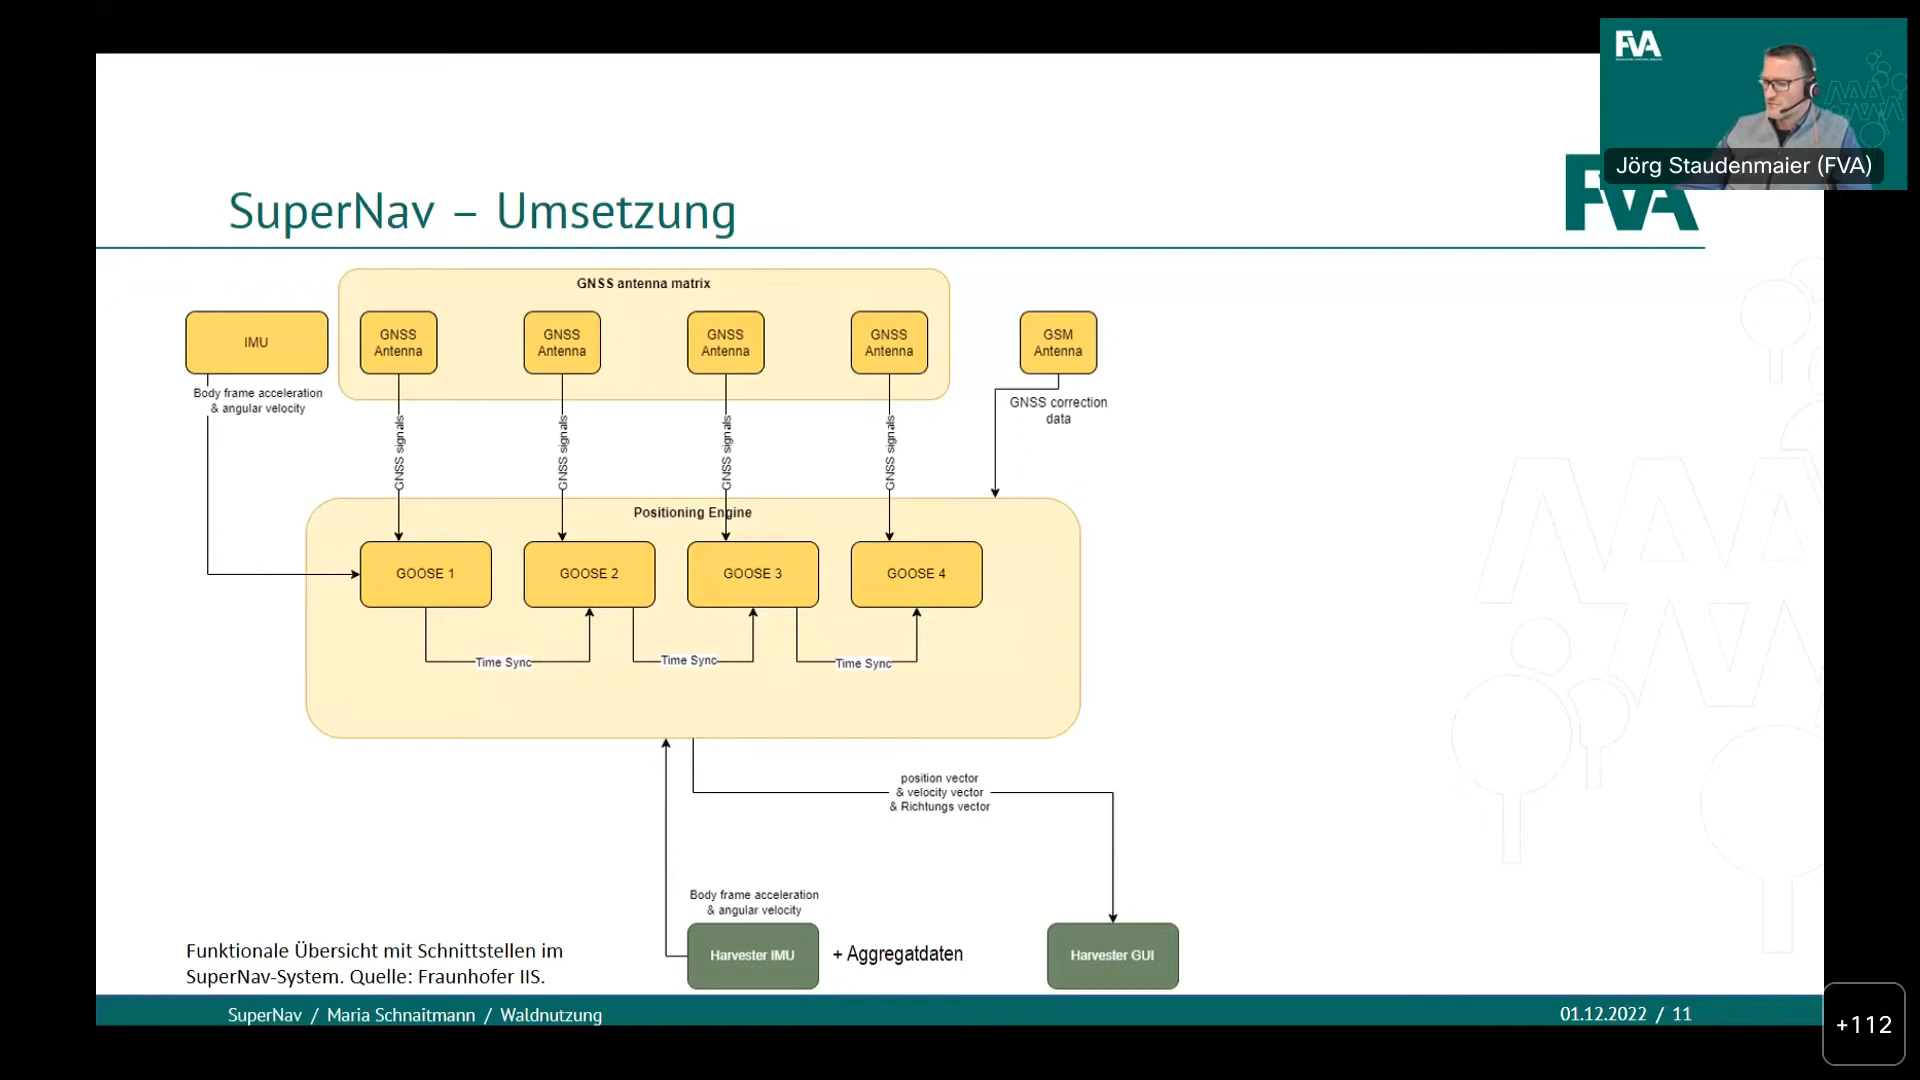 FVA
Jörg Staudenmaier (FVA)
FVA
SuperNav – Umsetzung
GNSS antenna matrix
IMU
GNSS
Antenna
GNSS
Antenna
GNSS
Antenna
GNSS
Antenna
GSM
Antenna
Body frame acceleration
& angular velocity
GNSS correction
data
GNSS signals
GNSS signals
GNSS signals
GNSS signals
Positioning Engine
GOOSE 1
GOOSE 2
GOOSE 3
GOOSE 4
Time Sync
Time Sync
Time Sync
position vector
& velocity vector
& Richtungs vector
Body frame acceleration
& angular velocity
Harvester IMU
+ Aggregatdaten
Harvester GUI
Funktionale Übersicht mit Schnittstellen im
SuperNav-System. Quelle: Fraunhofer IIS.
SuperNav / Maria Schnaitmann / Waldnutzung
01.12.2022 / 11
+112